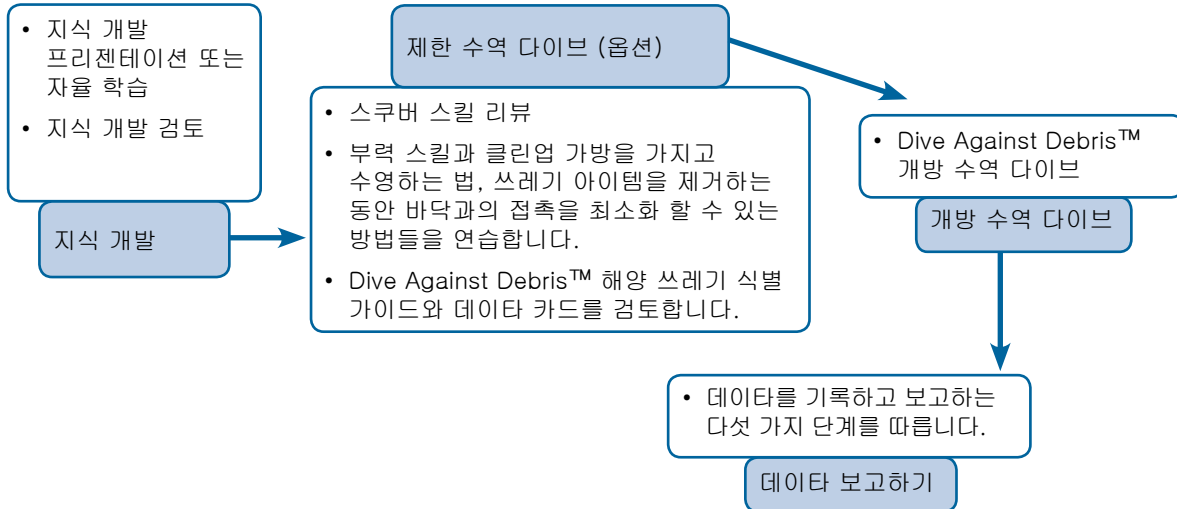 • 지식 개발
프리젠테이션 또는
자율 학습
• 지식 개발 검토
지식 개발
제한 수역 다이브 (옵션)
• 스쿠버 스킬 리뷰
• 부력 스킬과 클린업 가방을 가지고
수영하는 법, 쓰레기 아이템을 제거하는
동안 바닥과의 접촉을 최소화 할 수 있는
방법들을 연습합니다.
• Dive Against Debris™ 해양 쓰레기 식별
가이드와 데이타 카드를 검토합니다.
• Dive Against Debris™
개방 수역 다이브
개방 수역 다이브
• 데이타를 기록하고 보고하는
다섯 가지 단계를 따릅니다.
데이타 보고하기